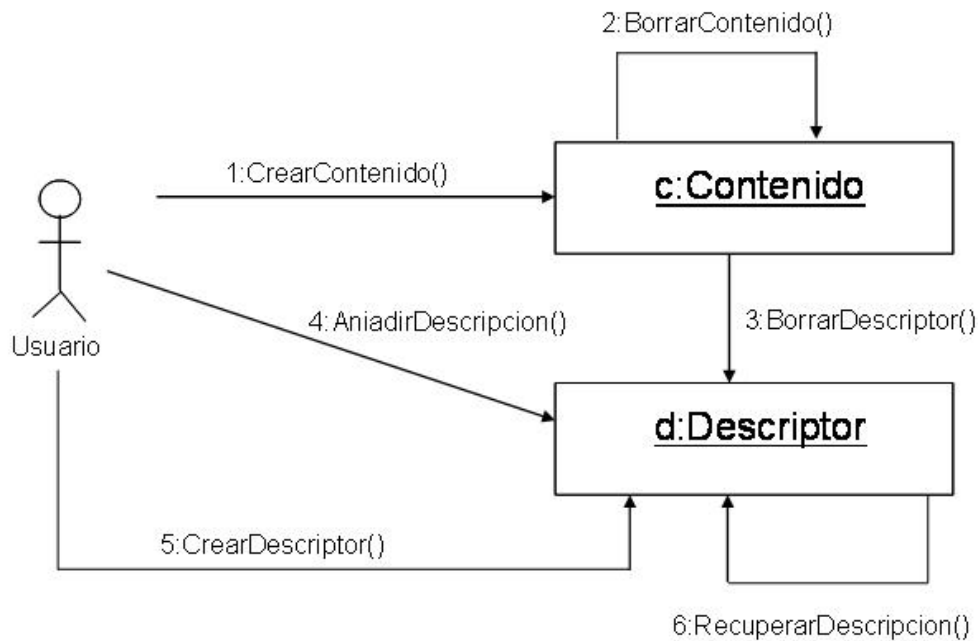 2:BorrarContenido()
1:CrearContenido()
c:Contenido
4:AniadirDescripcion()
3:BorrarDescriptor()
Usuario
d:Descriptor
5:CrearDescriptor()
6:RecuperarDescripcion()